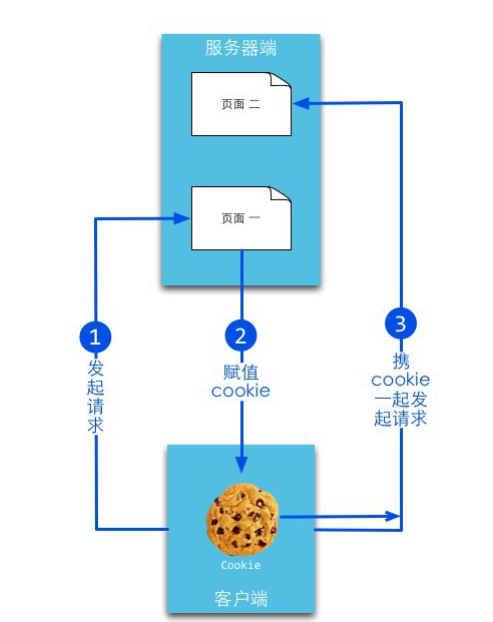 服务器端
页面 二
页面 一
1
发
起
请
求
2
赋值
cookie
3
携
cookie
一起发
起请求
Cookie
客户端